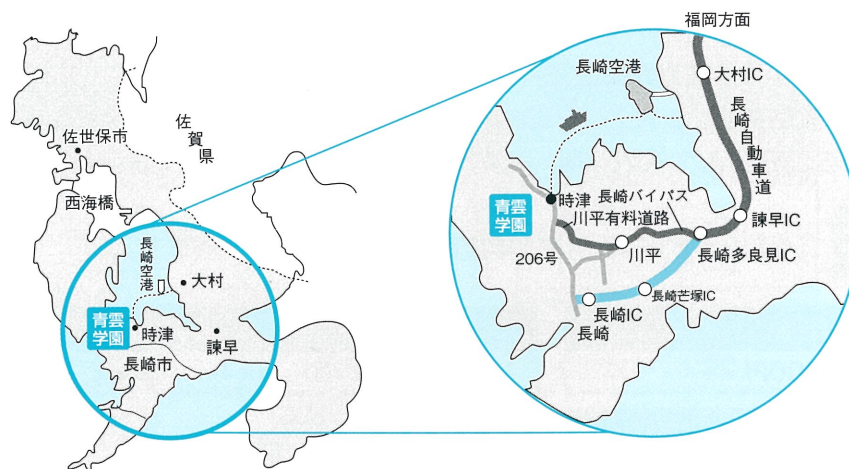 佐世保市
佐賀県
西海橋
長崎空港
大村
青雲
学園
時津
諫早
長崎市
福岡方面
大村IC
長崎空港
長崎自動車道
青雲
学園
時津
長崎バイパス
川平有料道路
諫早IC
206号
川平
長崎多良見IC
長崎芒塚IC
長崎IC
長崎